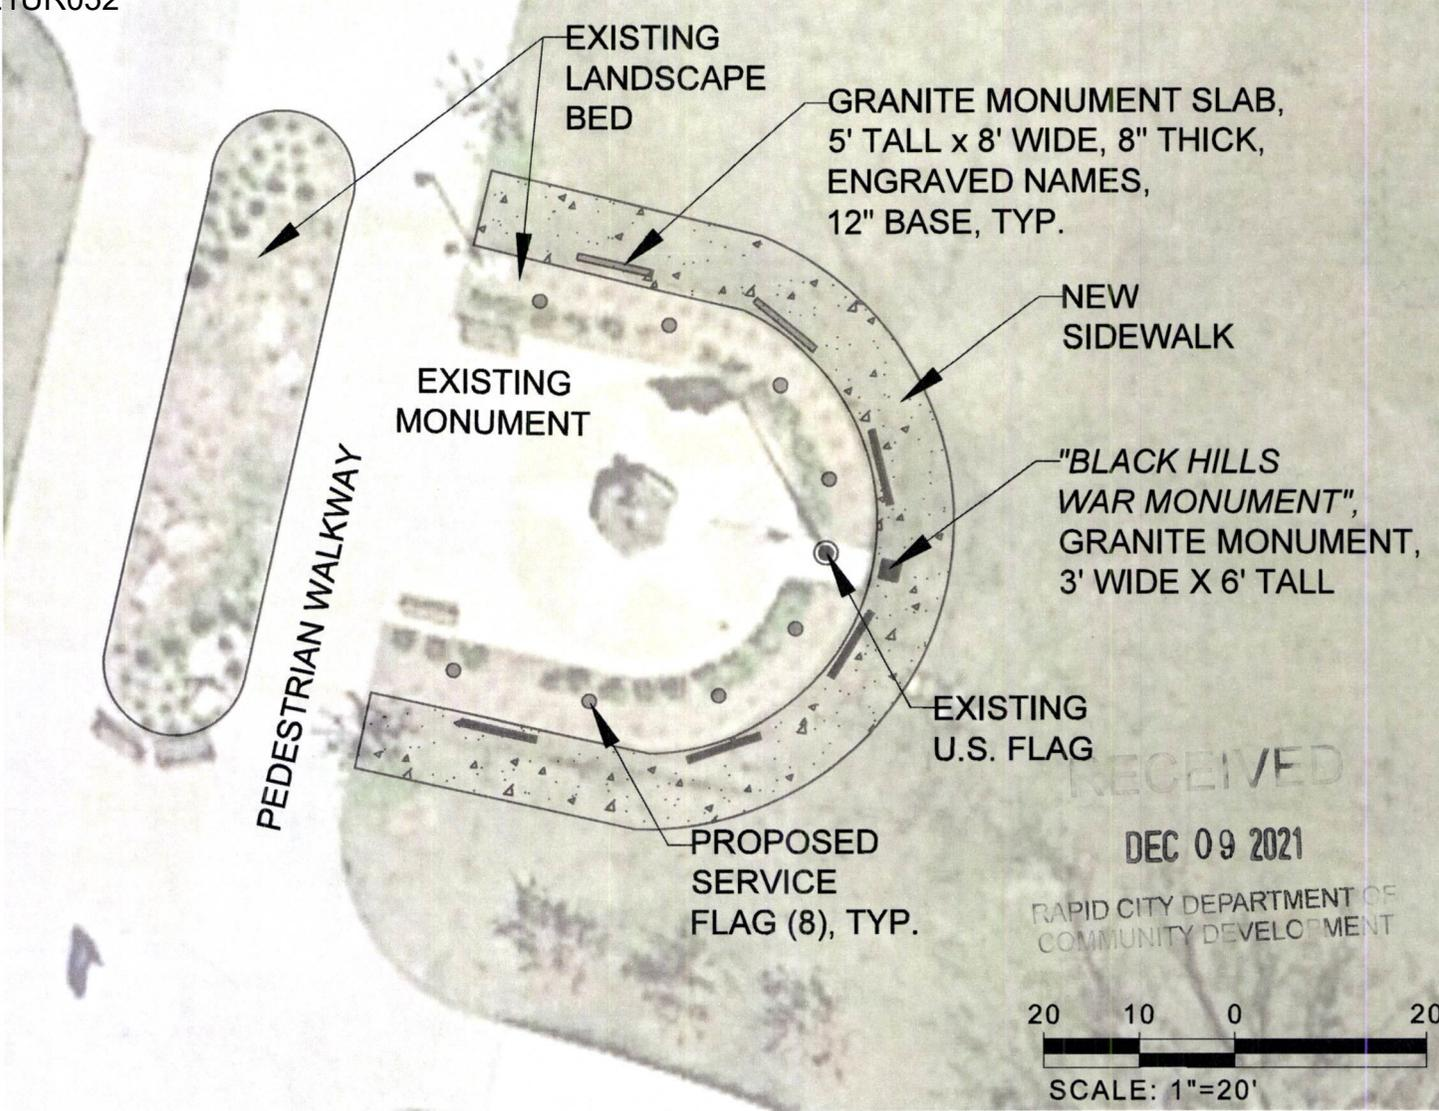 EXISTING
LANDSCAPE
BED
GRANITE MONUMENT SLAB,
5' TALL x 8' WIDE, 8" THICK,
ENGRAVED NAMES,
12" BASE, TYP.
NEW
SIDEWALK
EXISTING
MONUMENT
"BLACK HILLS
WAR MONUMENT",
GRANITE MONUMENT,
3' WIDE X 6' TALL
PEDESTRIAN WALKWAY
EXISTING
U.S. FLAG
PROPOSED
SERVICE
FLAG (8), TYP.
RECEIVED
DEC 09 2021
RAPID CITY DEPARTMENT OF
COMMUNITY DEVELOPMENT
20 10 0 20
SCALE: 1"=20'